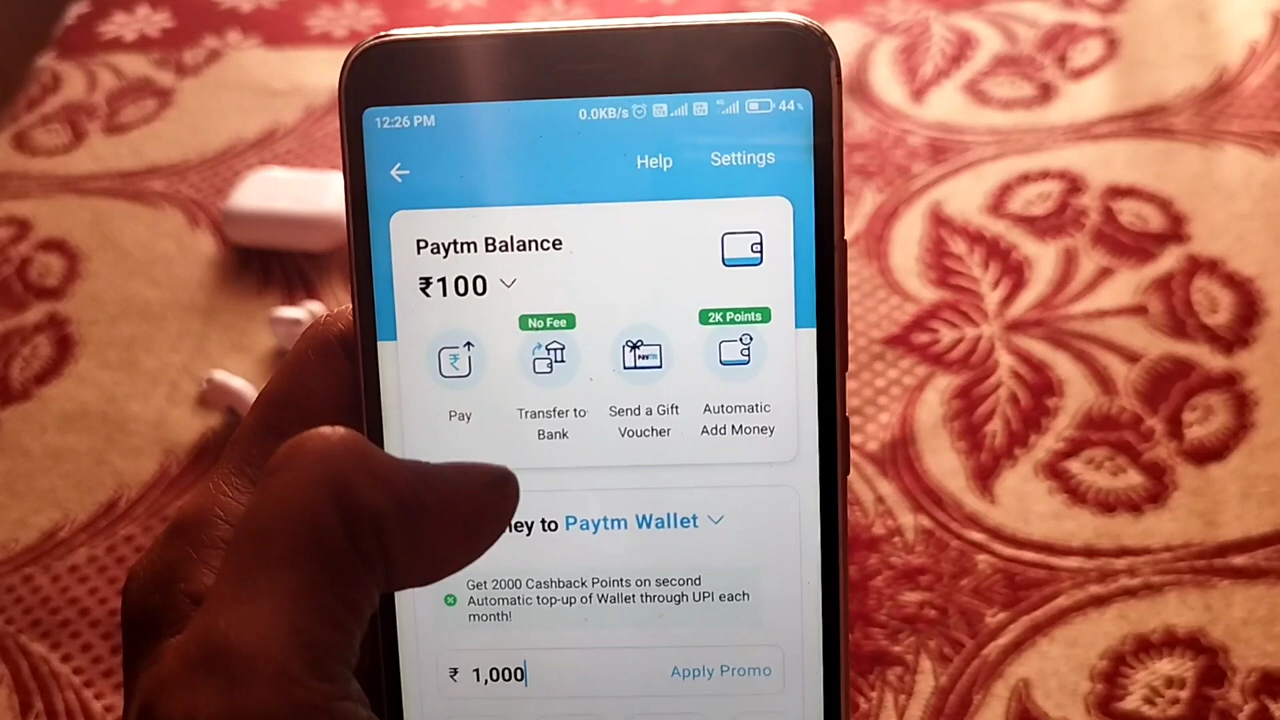 12:26 PM
0.0KB/s
4G
44%
Help
Settings
Paytm Balance
₹100
No Fee
2K Points
Pay
Transfer to
Bank
Send a Gift
Voucher
Automatic
Add Money
to Paytm Wallet
Get 2000 Cashback Points on second
Automatic top-up of Wallet through UPI each
month!
₹ 1,000
Apply Promo